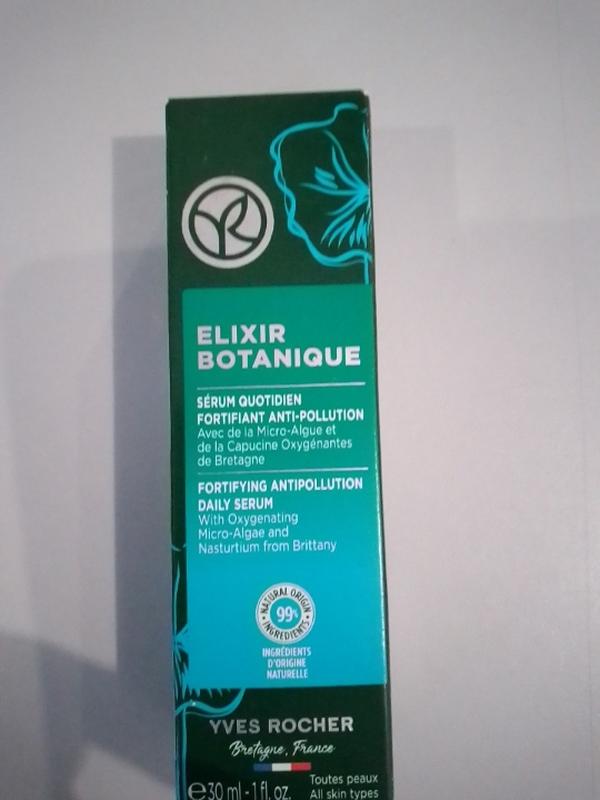 YR
ELIXIR
BOTANIQUE
SÉRUM QUOTIDIEN
FORTIFIANT ANTI-POLLUTION
Avec de la Micro-Algue et
de la Capucine Oxygénantes
de Bretagne
FORTIFYING ANTIPOLLUTION
DAILY SERUM
With Oxygenating
Micro-Algae and
Nasturtium from Brittany
NATURAL ORIGIN
99%
INGREDIENTS
INGRÉDIENTS
D'ORIGINE
NATURELLE
YVES ROCHER
Bretagne, France
e 30 ml - 1 fl. oz.
Toutes peaux
All skin types